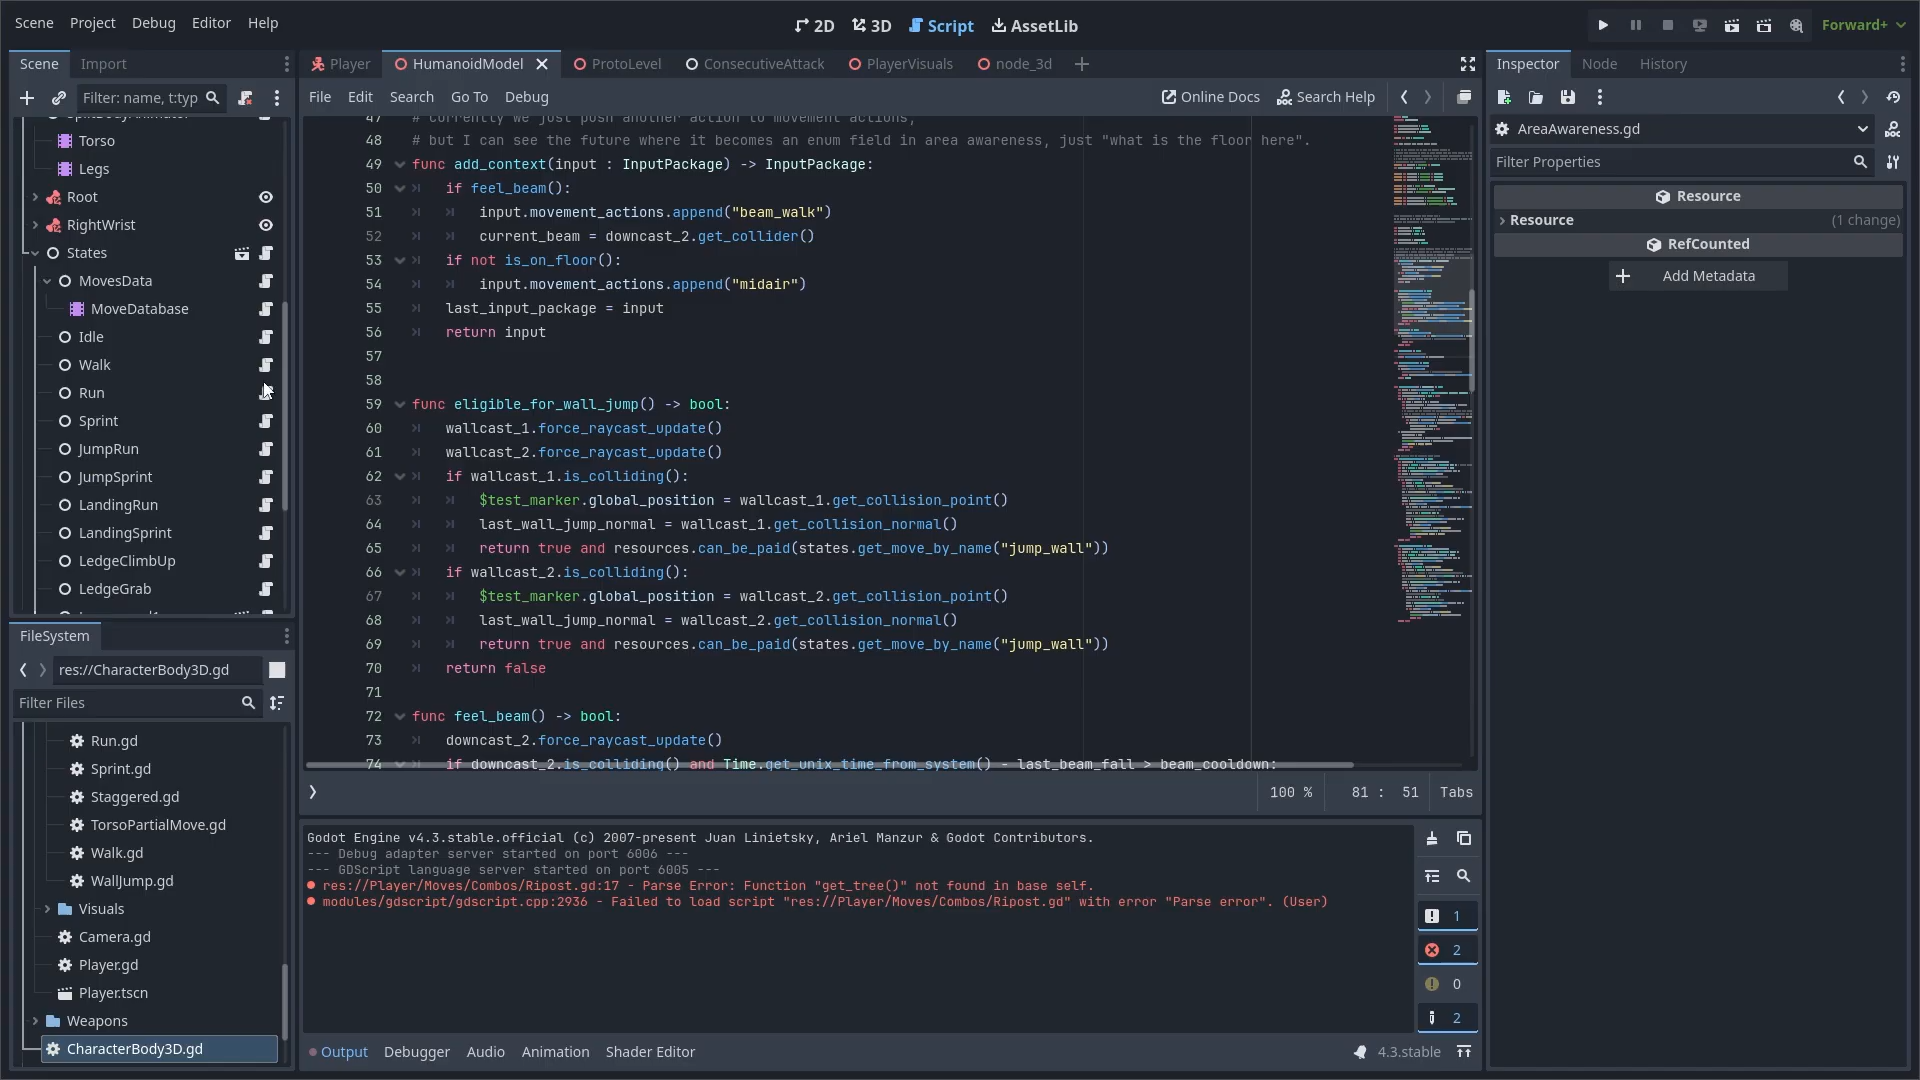 Scene Project Debug Editor Help
2D 3D Script AssetLib
Forward+
Scene Import
Filter: name, t:typ
Torso
Legs
Root
RightWrist
States
MovesData
MoveDatabase
Idle
Walk
Run
Sprint
JumpRun
JumpSprint
LandingRun
LandingSprint
LedgeClimbUp
LedgeGrab
FileSystem
res://CharacterBody3D.gd
Filter Files
Run.gd
Sprint.gd
Staggered.gd
TorsoPartialMove.gd
Walk.gd
WallJump.gd
Visuals
Camera.gd
Player.gd
Player.tscn
Weapons
CharacterBody3D.gd
Player HumanoidModel ProtoLevel ConsecutiveAttack PlayerVisuals node_3d
File Edit Search Go To Debug Online Docs Search Help
47 # currently we just push another action to movement actions,
48 # but I can see the future where it becomes an enum field in area awareness, just "what is the floor here".
49 func add_context(input : InputPackage) -> InputPackage:
50 if feel_beam():
51 input.movement_actions.append("beam_walk")
52 current_beam = downcast_2.get_collider()
53 if not is_on_floor():
54 input.movement_actions.append("midair")
55 last_input_package = input
56 return input
57
58
59 func eligible_for_wall_jump() -> bool:
60 wallcast_1.force_raycast_update()
61 wallcast_2.force_raycast_update()
62 if wallcast_1.is_colliding():
63 $test_marker.global_position = wallcast_1.get_collision_point()
64 last_wall_jump_normal = wallcast_1.get_collision_normal()
65 return true and resources.can_be_paid(states.get_move_by_name("jump_wall"))
66 if wallcast_2.is_colliding():
67 $test_marker.global_position = wallcast_2.get_collision_point()
68 last_wall_jump_normal = wallcast_2.get_collision_normal()
69 return true and resources.can_be_paid(states.get_move_by_name("jump_wall"))
70 return false
71
72 func feel_beam() -> bool:
73 downcast_2.force_raycast_update()
74 if downcast_2.is_colliding() and Time.get_unix_time_from_system() - last_beam_fall > beam_cooldown:
100 % 81 : 51 Tabs
Godot Engine v4.3.stable.official (c) 2007-present Juan Linietsky, Ariel Manzur & Godot Contributors.
--- Debug adapter server started on port 6006 ---
--- GDScript language server started on port 6005 ---
res://Player/Moves/Combos/Ripost.gd:17 - Parse Error: Function "get_tree()" not found in base self.
modules/gdscript/gdscript.cpp:2936 - Failed to load script "res://Player/Moves/Combos/Ripost.gd" with error "Parse error". (User)
1
2
0
2
Output Debugger Audio Animation Shader Editor 4.3.stable
Inspector Node History
AreaAwareness.gd
Filter Properties
Resource
Resource (1 change)
RefCounted
Add Metadata